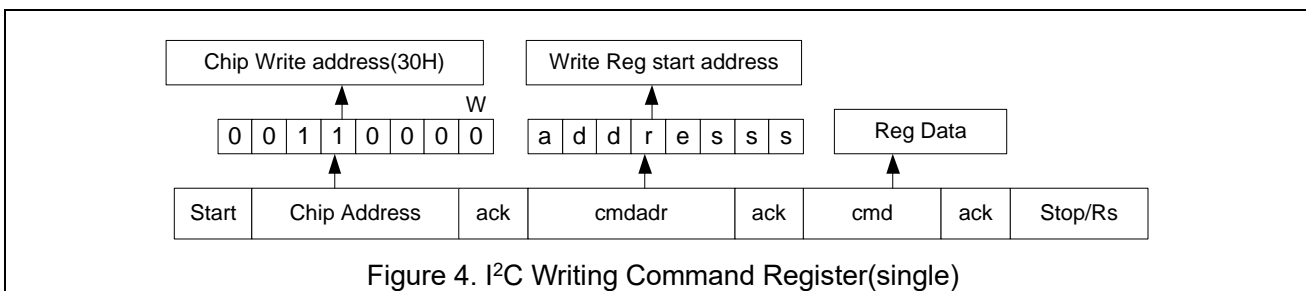 Chip Write address(30H) Write Reg start address
W
0 0 1 1 0 0 0 0 a d d r e s s s Reg Data
Start Chip Address ack cmdadr ack cmd ack Stop/Rs
Figure 4. I²C Writing Command Register(single)